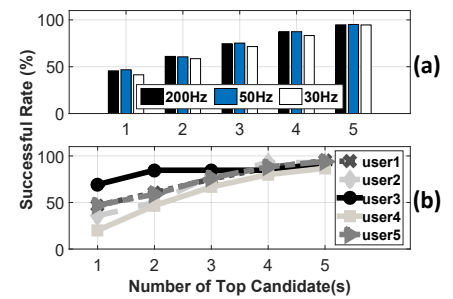 100
50
0
200Hz 50Hz 30Hz
1 2 3 4 5
(a)
Successful Rate (%)
100
50
0
user1
user2
user3
user4
user5
(b)
1 2 3 4 5
Number of Top Candidate(s)